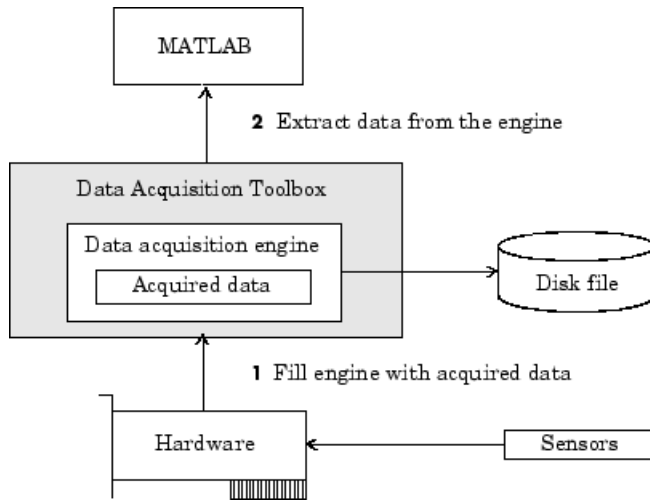 MATLAB
2 Extract data from the engine
Data Acquisition Toolbox
Data acquisition engine
Acquired data
Disk file
1 Fill engine with acquired data
Hardware
Sensors